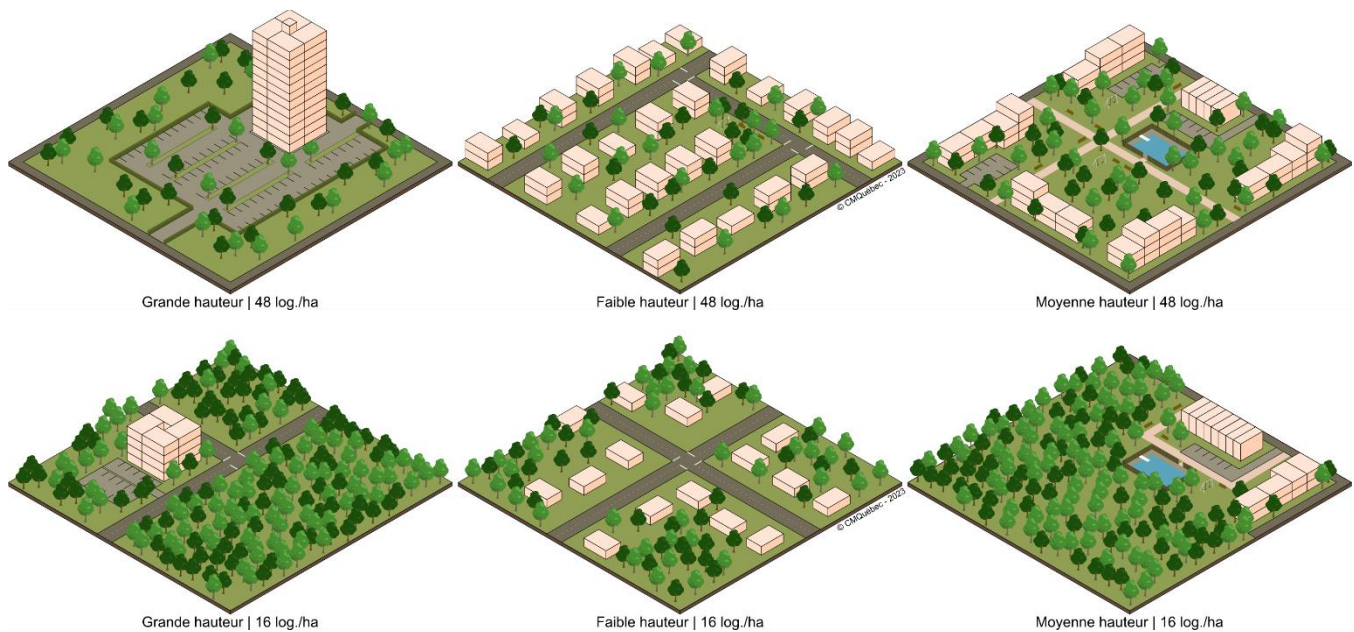 Grande hauteur | 48 log./ha
Faible hauteur | 48 log./ha
© CMQuébec - 2023
Moyenne hauteur | 48 log./ha
Grande hauteur | 16 log./ha
Faible hauteur | 16 log./ha
© CMQuébec - 2023
Moyenne hauteur | 16 log./ha